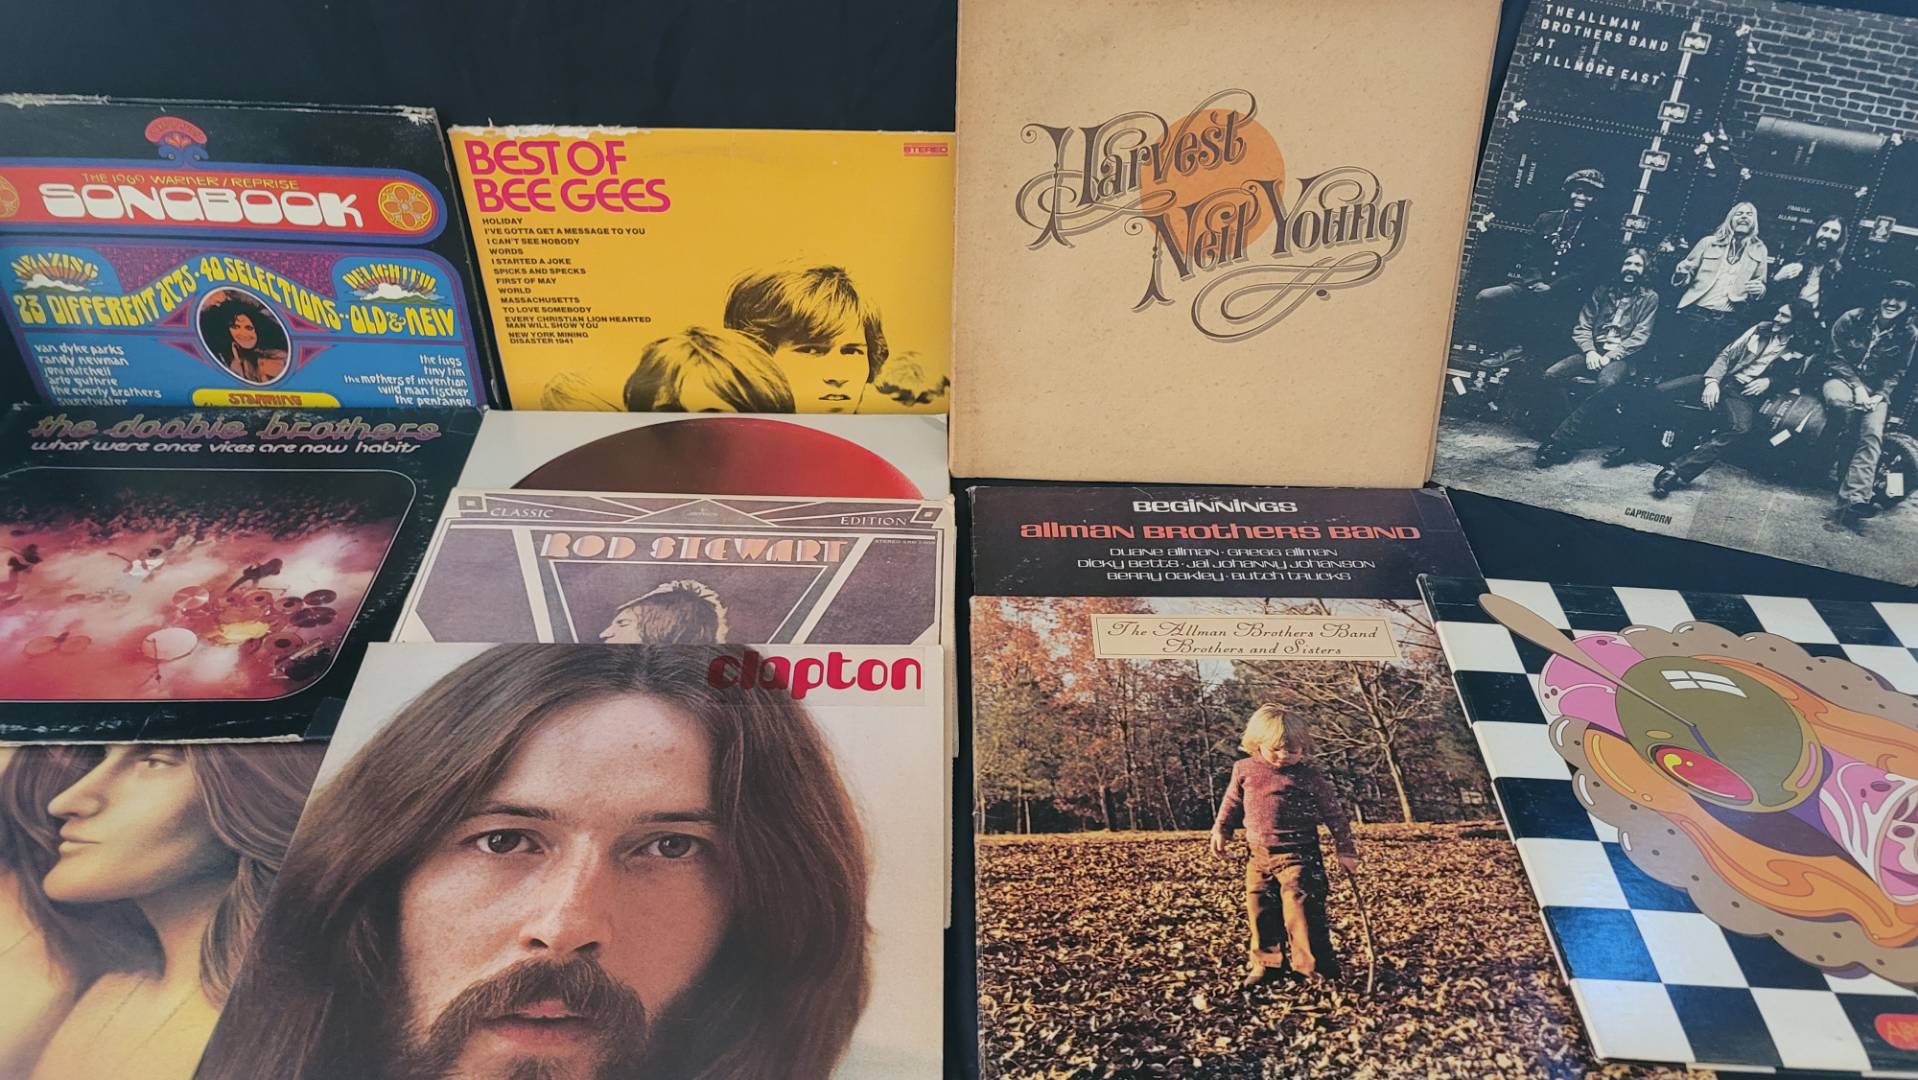 THE 1969 WARNER/REPRISE
SONGBOOK
AMAZING
DELIGHTFUL
23 DIFFERENT ACTS·40 SELECTIONS··OLD & NEW
van dyke parks
randy newman
joni mitchell
arlo guthrie
the everly brothers
sweetwater
the fugs
tiny tim
the mothers of invention
wild man fischer
the pentangle
STARRING
BEST OF
BEE GEES
STEREO
HOLIDAY
I'VE GOTTA GET A MESSAGE TO YOU
I CAN'T SEE NOBODY
WORDS
I STARTED A JOKE
SPICKS AND SPECKS
FIRST OF MAY
WORLD
MASSACHUSETTS
TO LOVE SOMEBODY
EVERY CHRISTIAN LION HEARTED
MAN WILL SHOW YOU
NEW YORK MINING
DISASTER 1941
Harvest
Neil Young
THE ALLMAN
BROTHERS BAND
AT
FILLMORE EAST
CAPRICORN
the doobie brothers
what were once vices are now habits
CLASSIC
EDITION
ROD STEWART
clapton
BEGINNINGS
allman BROTHERS BAND
DUANE allman · GREGG allman
DICKY BETTS · JAI JOHANNY JOHANSON
BERRY OAKLEY · BUTCH TRUCKS
The Allman Brothers Band
Brothers and Sisters